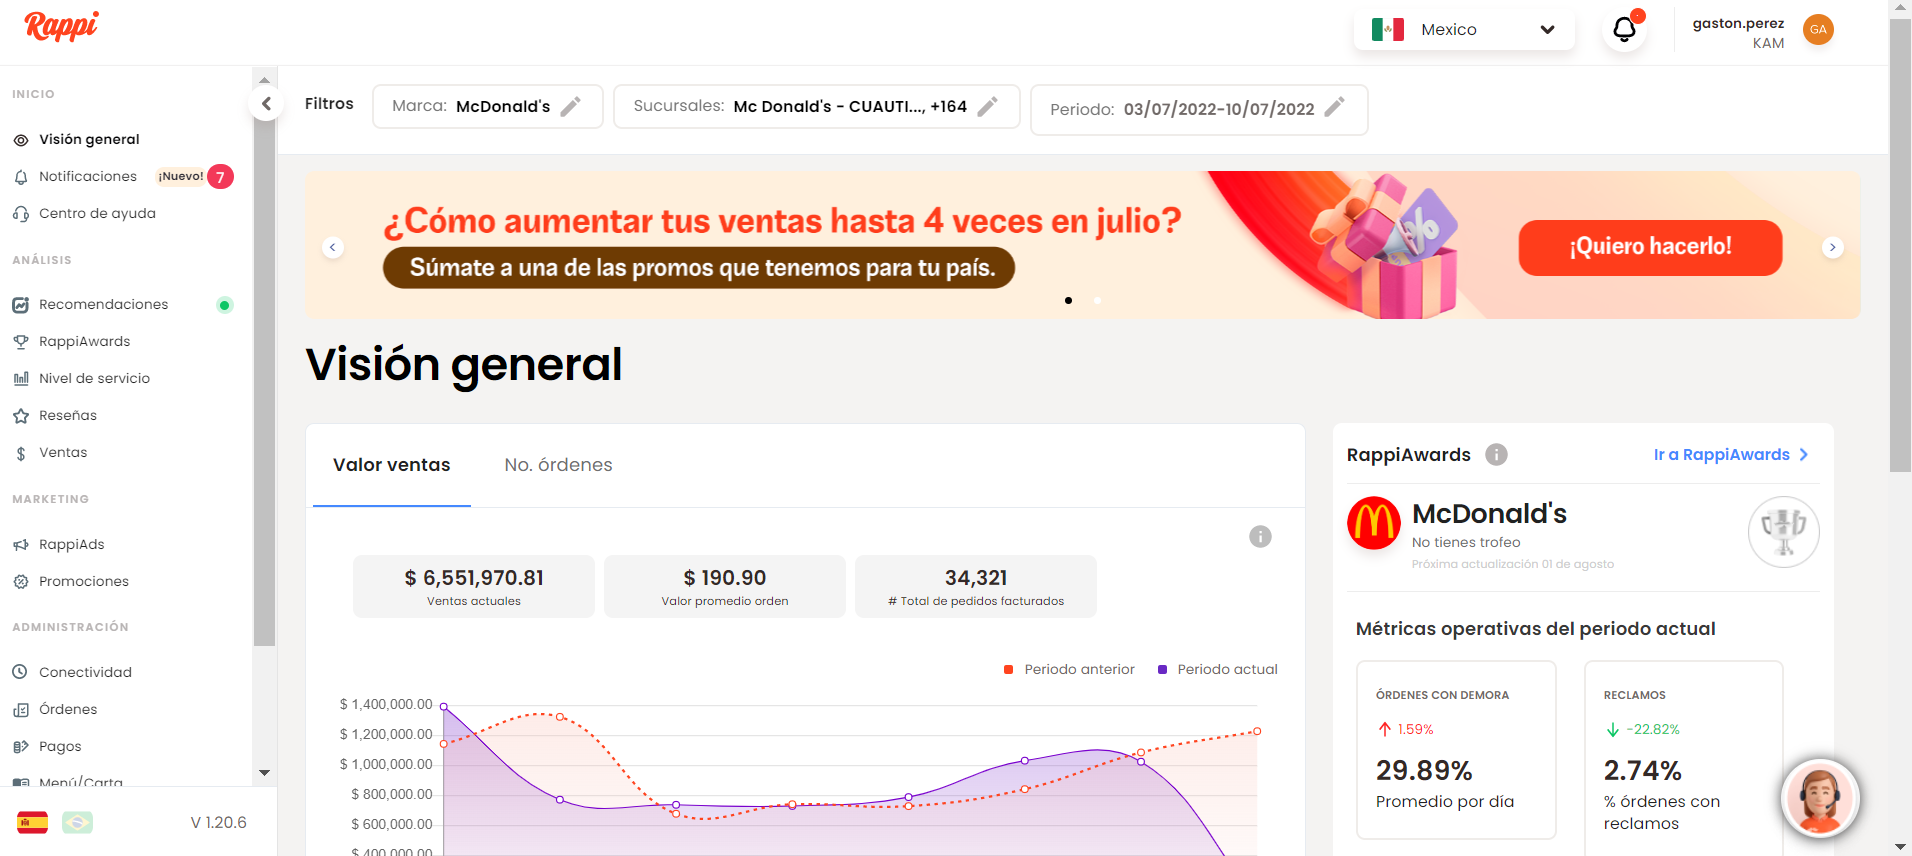 Rappi
Mexico
gaston.perez
KAM
GA
INICIO
Visión general
Notificaciones ¡Nuevo! 7
Centro de ayuda
ANÁLISIS
Recomendaciones
RappiAwards
Nivel de servicio
Reseñas
Ventas
MARKETING
RappiAds
Promociones
ADMINISTRACIÓN
Conectividad
Órdenes
Pagos
Menú/Carta
V 1.20.6
Filtros
Marca: McDonald's
Sucursales: Mc Donald's - CUAUTI..., +164
Periodo: 03/07/2022-10/07/2022
¿Cómo aumentar tus ventas hasta 4 veces en julio?
Súmate a una de las promos que tenemos para tu país.
%
¡Quiero hacerlo!
Visión general
Valor ventas
No. órdenes
$ 6,551,970.81
Ventas actuales
$ 190.90
Valor promedio orden
34,321
# Total de pedidos facturados
Periodo anterior
Periodo actual
$ 1,400,000.00
$ 1,200,000.00
$ 1,000,000.00
$ 800,000.00
$ 600,000.00
$ 400,000.00
RappiAwards
Ir a RappiAwards
McDonald's
No tienes trofeo
Próxima actualización 01 de agosto
Métricas operativas del periodo actual
ÓRDENES CON DEMORA
1.59%
29.89%
Promedio por día
RECLAMOS
-22.82%
2.74%
% órdenes con
reclamos